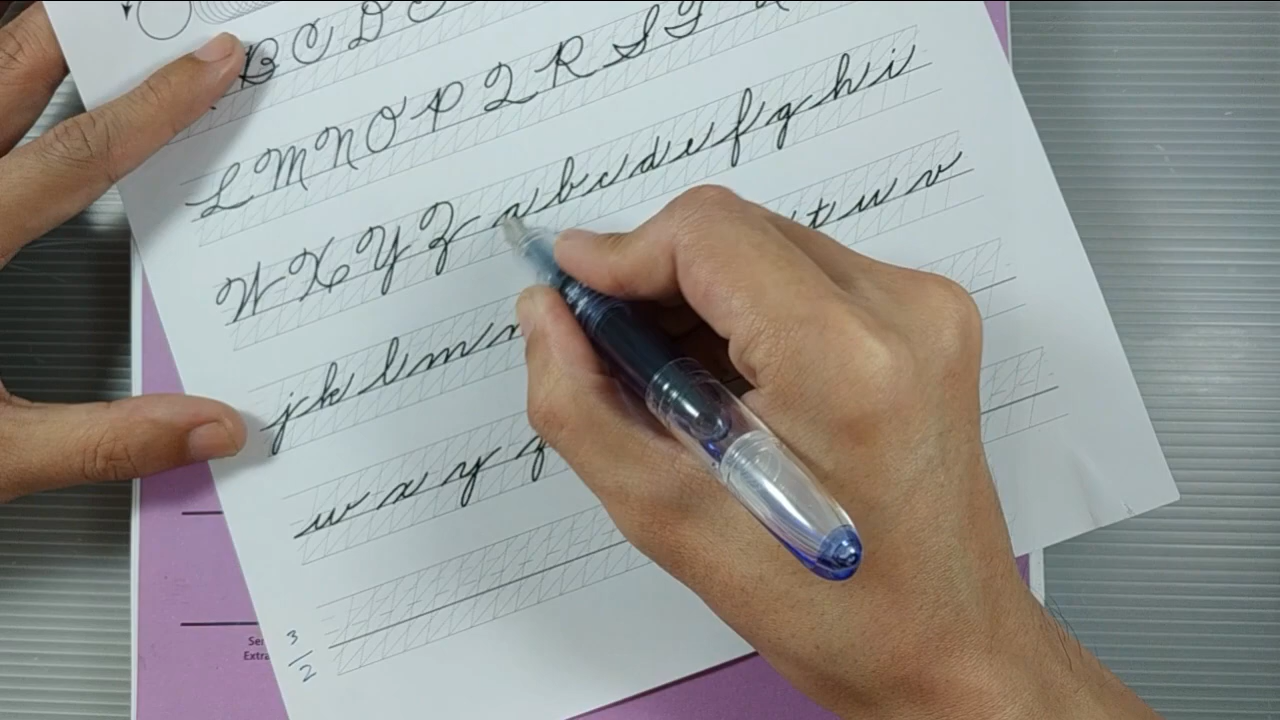 B C D
L M N O P Q R S T
W X Y Z a b c d e f g h i
j k l m n t u v
w x y z
3
2